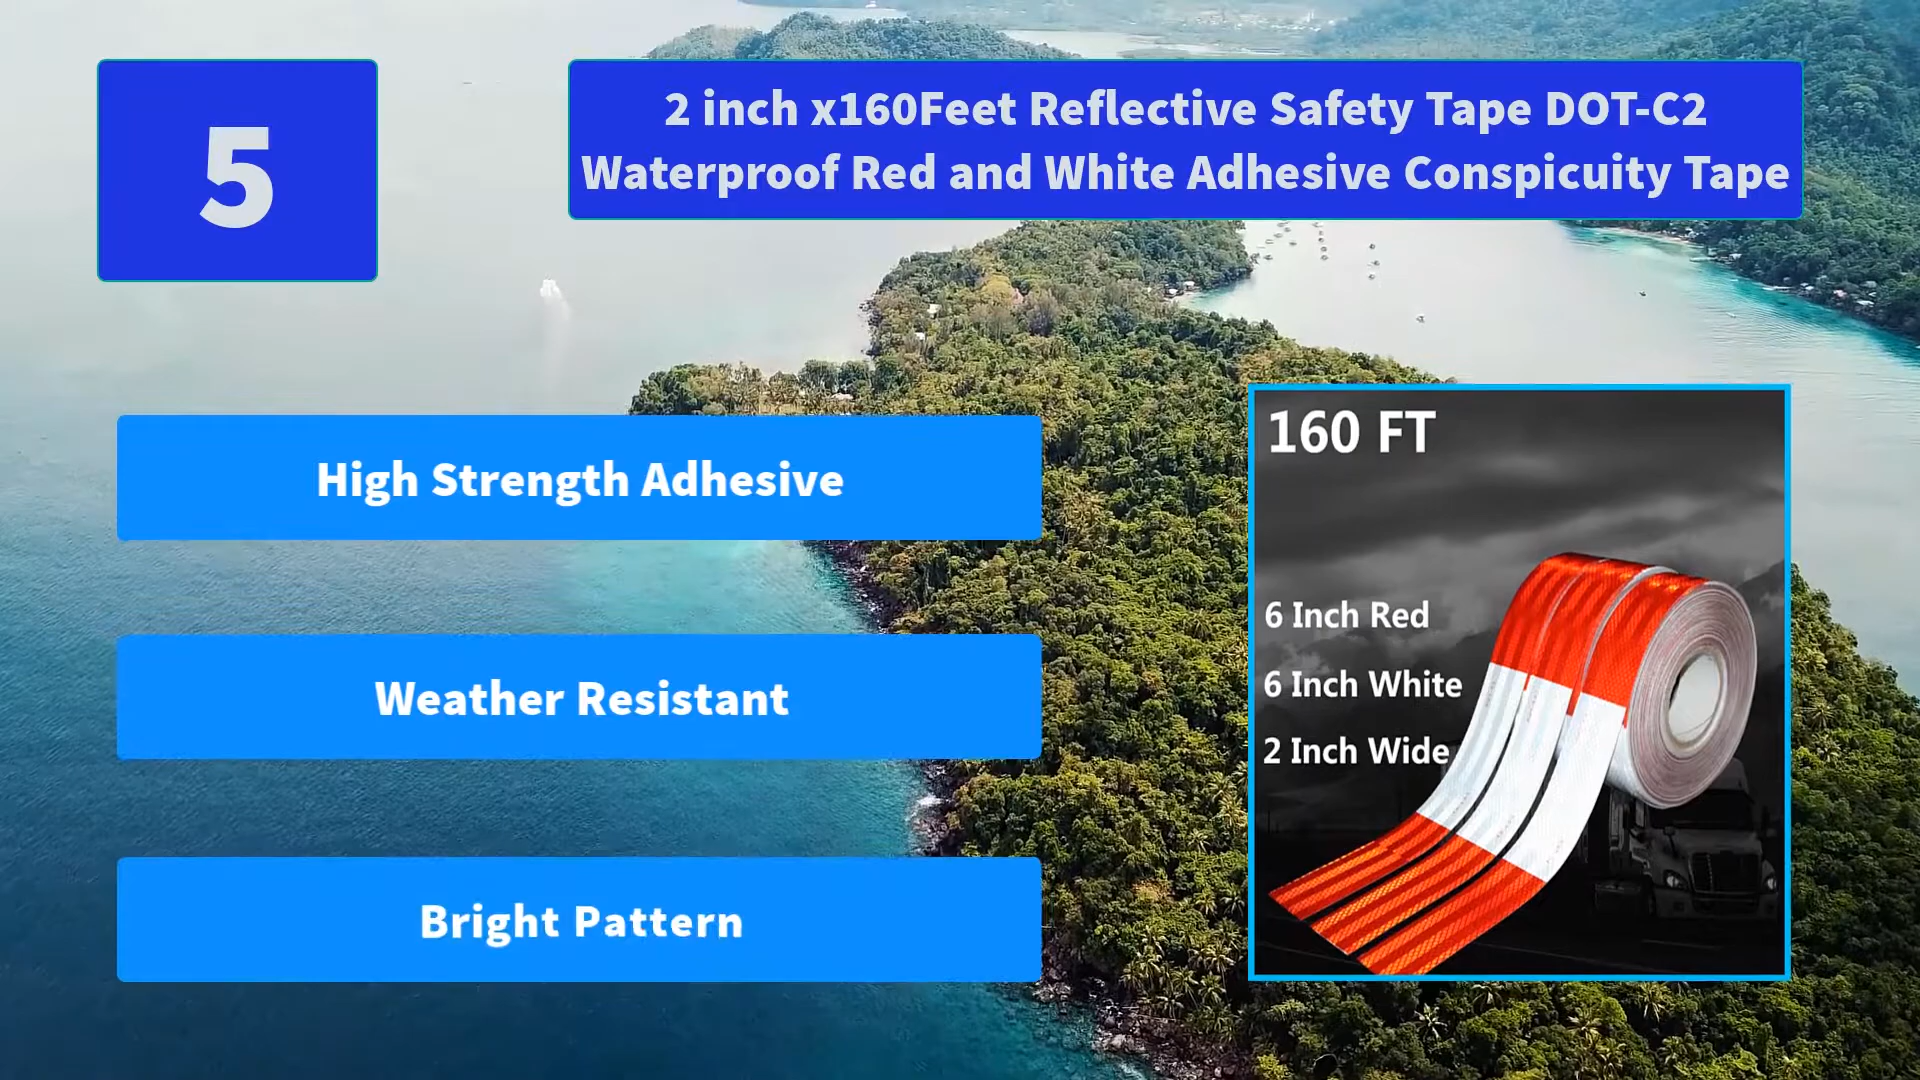 5
2 inch x160Feet Reflective Safety Tape DOT-C2
Waterproof Red and White Adhesive Conspicuity Tape
High Strength Adhesive
Weather Resistant
Bright Pattern
160 FT
6 Inch Red
6 Inch White
2 Inch Wide